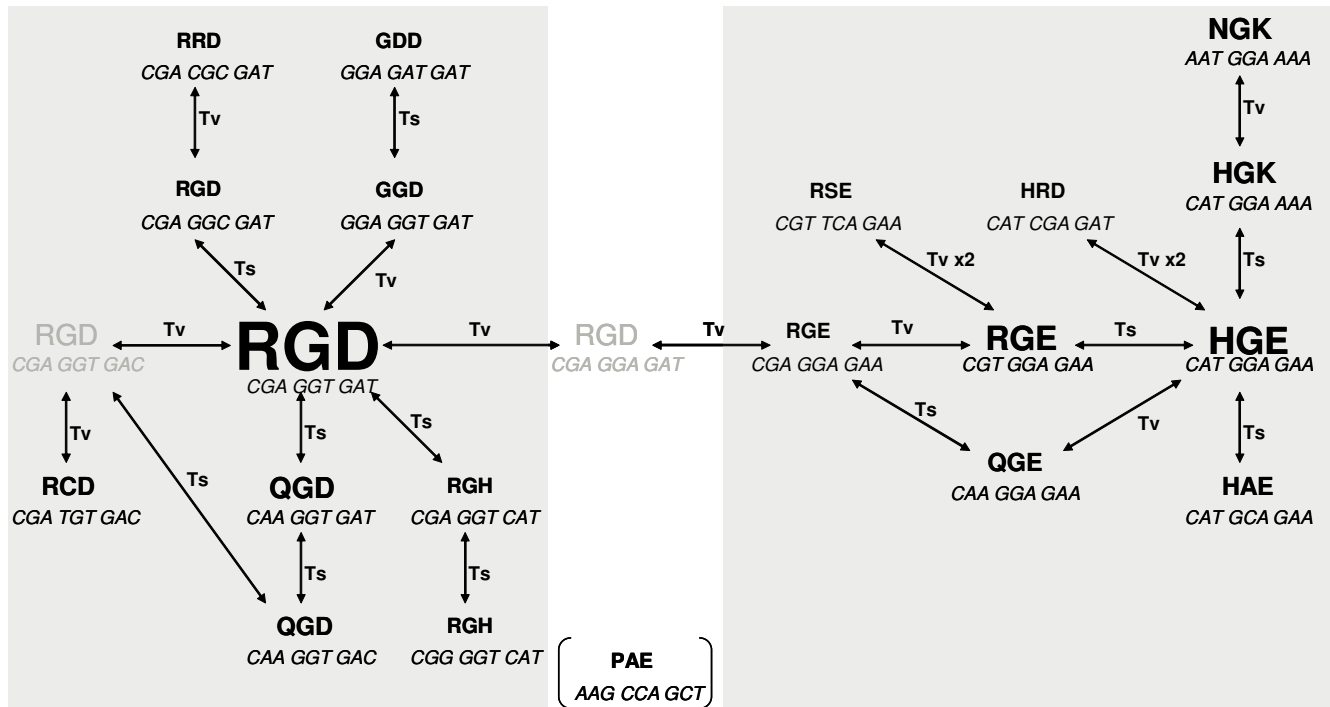 RRD
CGA CGC GAT
GDD
GGA GAT GAT
NGK
AAT GGA AAA
Tv
Ts
Tv
RGD
CGA GGC GAT
GGD
GGA GGT GAT
RSE
CGT TCA GAA
HRD
CAT CGA GAT
HGK
CAT GGA AAA
Ts
Tv
Tv x2
Tv x2
Ts
RGD
CGA GGT GAC
Tv
RGD
CGA GGT GAT
Tv
RGD
CGA GGA GAT
Tv
RGE
CGA GGA GAA
Tv
RGE
CGT GGA GAA
Ts
HGE
CAT GGA GAA
Tv
Ts
Ts
Ts
Ts
Tv
Ts
RCD
CGA TGT GAC
QGD
CAA GGT GAT
RGH
CGA GGT CAT
QGE
CAA GGA GAA
HAE
CAT GCA GAA
Ts
Ts
QGD
CAA GGT GAC
RGH
CGG GGT CAT
PAE
AAG CCA GCT